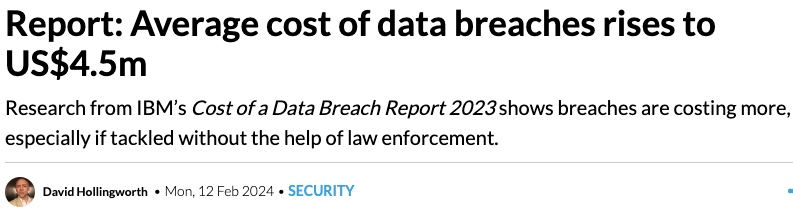 Report: Average cost of data breaches rises to
US$4.5m
Research from IBM's Cost of a Data Breach Report 2023 shows breaches are costing more,
especially if tackled without the help of law enforcement.
David Hollingworth • Mon, 12 Feb 2024 • SECURITY